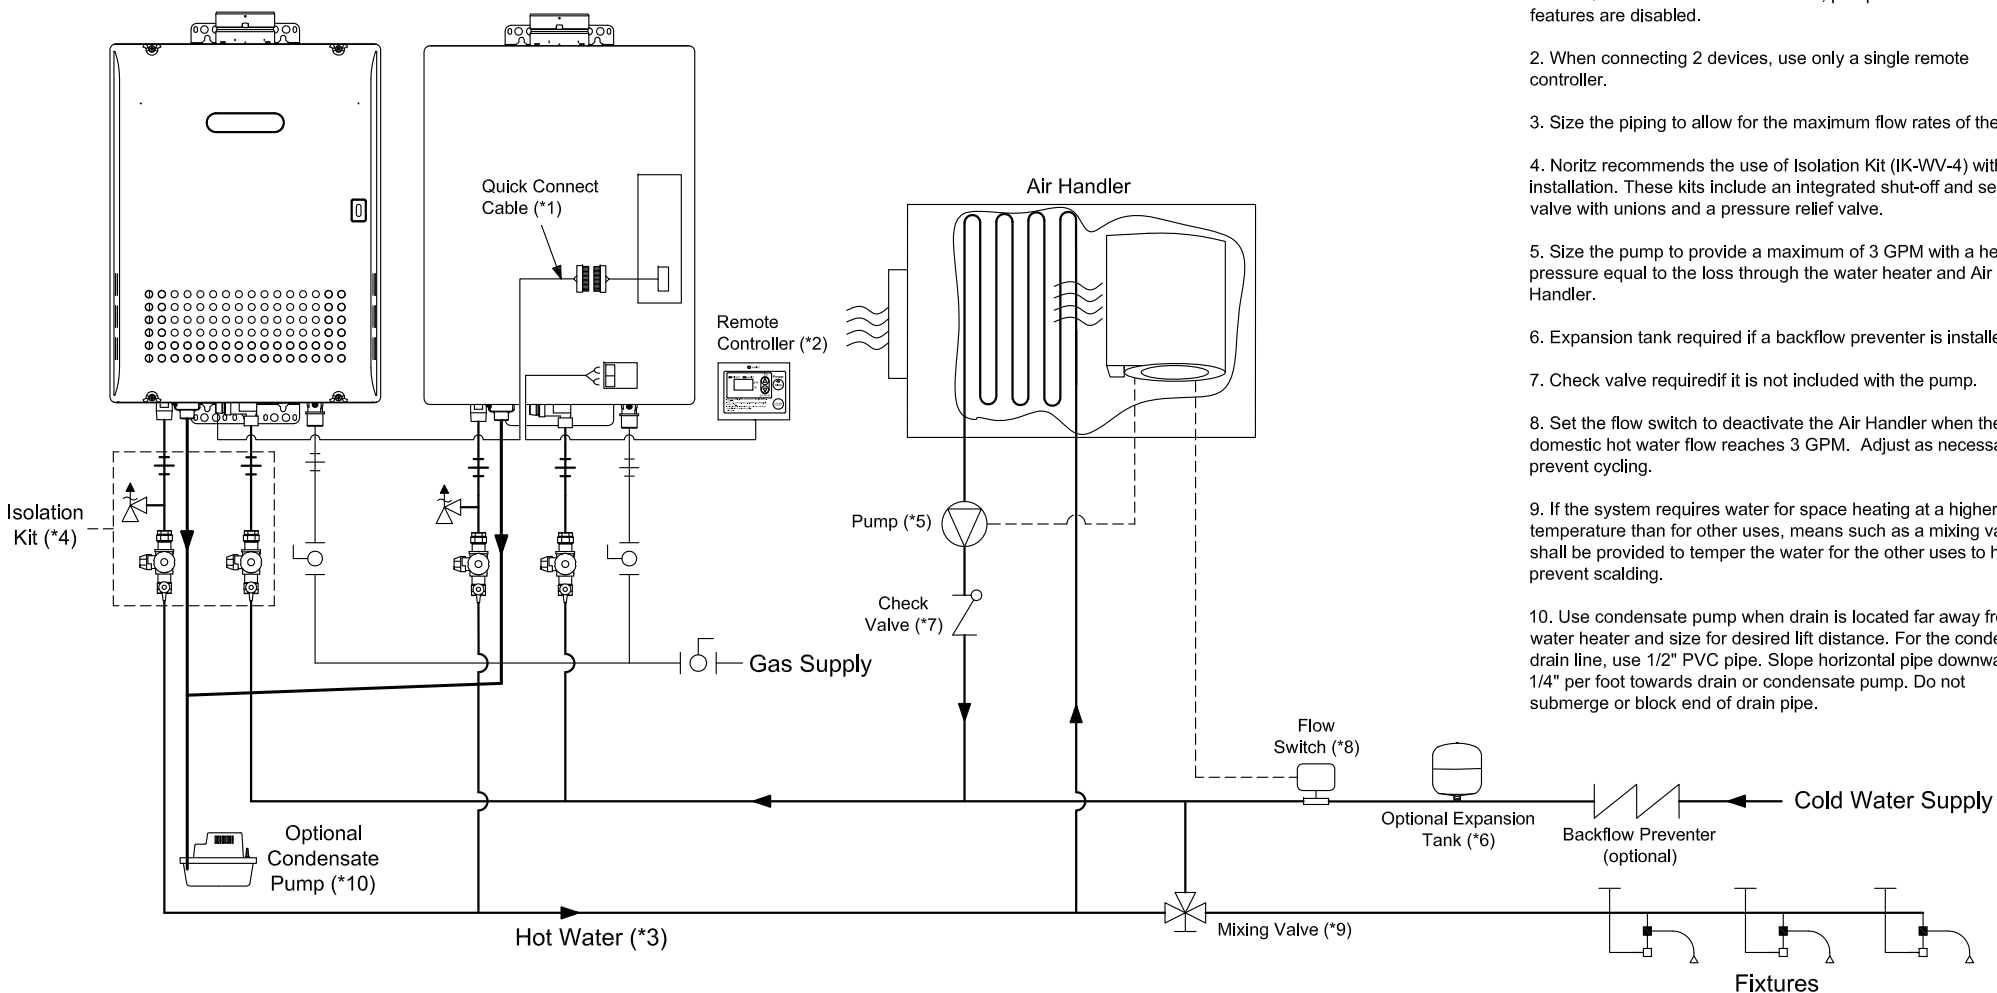 features are disabled.
2. When connecting 2 devices, use only a single remote
controller.
3. Size the piping to allow for the maximum flow rates of the
4. Noritz recommends the use of Isolation Kit (IK-WV-4)
installation. These kits include an integrated shut-off and
valve with unions and a pressure relief valve.
5. Size the pump to provide a maximum of 3 GPM with a
pressure equal to the loss through the water heater and Air
Handler.
6. Expansion tank required if a backflow preventer is
7. Check valve requiredif it is not included with the pump.
8. Set the flow switch to deactivate the Air Handler when the
domestic hot water flow reaches 3 GPM. Adjust as
prevent cycling.
9. If the system requires water for space heating at a higher
temperature than for other uses, means such as a mixing
shall be provided to temper the water for the other uses to
prevent scalding.
10. Use condensate pump when drain is located far away
water heater and size for desired lift distance. For the
drain line, use 1/2" PVC pipe. Slope horizontal pipe
1/4" per foot towards drain or condensate pump. Do not
submerge or block end of drain pipe.
Quick Connect
Cable (*1)
Air Handler
Remote
Controller (*2)
Isolation
Kit (*4)
Pump (*5)
Check
Valve (*7)
Gas Supply
Flow
Switch (*8)
Optional Expansion
Tank (*6)
Backflow Preventer
(optional)
Cold Water Supply
Optional
Condensate
Pump (*10)
Hot Water (*3)
Mixing Valve (*9)
Fixtures